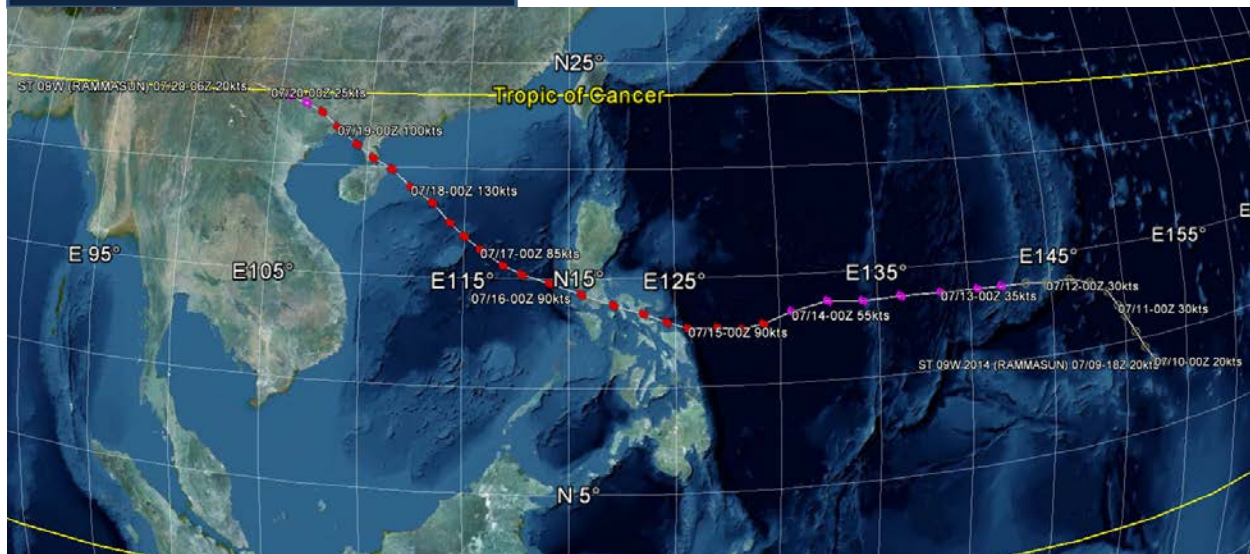 N25°
ST 09W (RAMMASUN) 07/20-06Z 20kts
07/20-00Z 25kts
Tropic of Cancer
07/19-00Z 100kts
07/18-00Z 130kts
E155°
E 95°
E105°
07/17-00Z 85kts
E115°
N15°
E125°
E135°
E145°
07/16-00Z 90kts
07/15-00Z 90kts
07/14-00Z 55kts
07/13-00Z 35kts
07/12-00Z 30kts
07/11-00Z 30kts
07/10-00Z 20kts
ST 09W 2014 (RAMMASUN) 07/09-18Z 20kts
N 5°